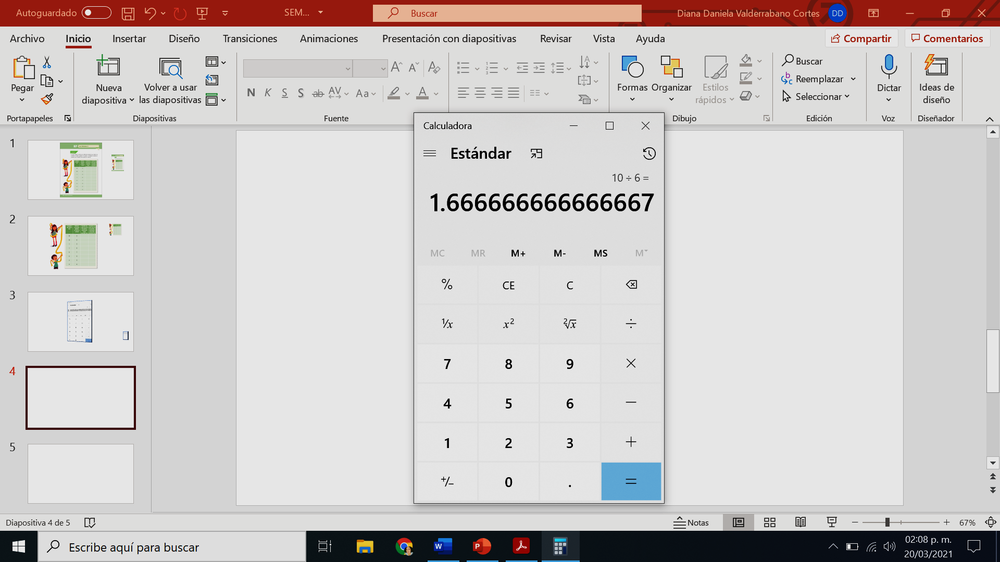 Autoguardado
SEM...
Buscar
Diana Daniela Valderrabano Cortes
DD
Archivo
Inicio
Insertar
Diseño
Transiciones
Animaciones
Presentación con diapositivas
Revisar
Vista
Ayuda
Compartir
Comentarios
Pegar
Nueva diapositiva
Volver a usar las diapositivas
N K S S ab AV Aa A
Formas
Organizar
Estilos rápidos
Buscar
Reemplazar
Seleccionar
Dictar
Ideas de diseño
Portapapeles
Diapositivas
Fuente
Dibujo
Edición
Voz
Diseñador
1
2
3
4
5
Calculadora
Estándar
10 ÷ 6 =
1.666666666666667
MC MR M+ M- MS M
% CE C
¹/x x² ²√x ÷
7 8 9 ×
4 5 6 −
1 2 3 +
+/− 0 . =
Diapositiva 4 de 5
Notas
67%
Escribe aquí para buscar
02:08 p. m.
20/03/2021